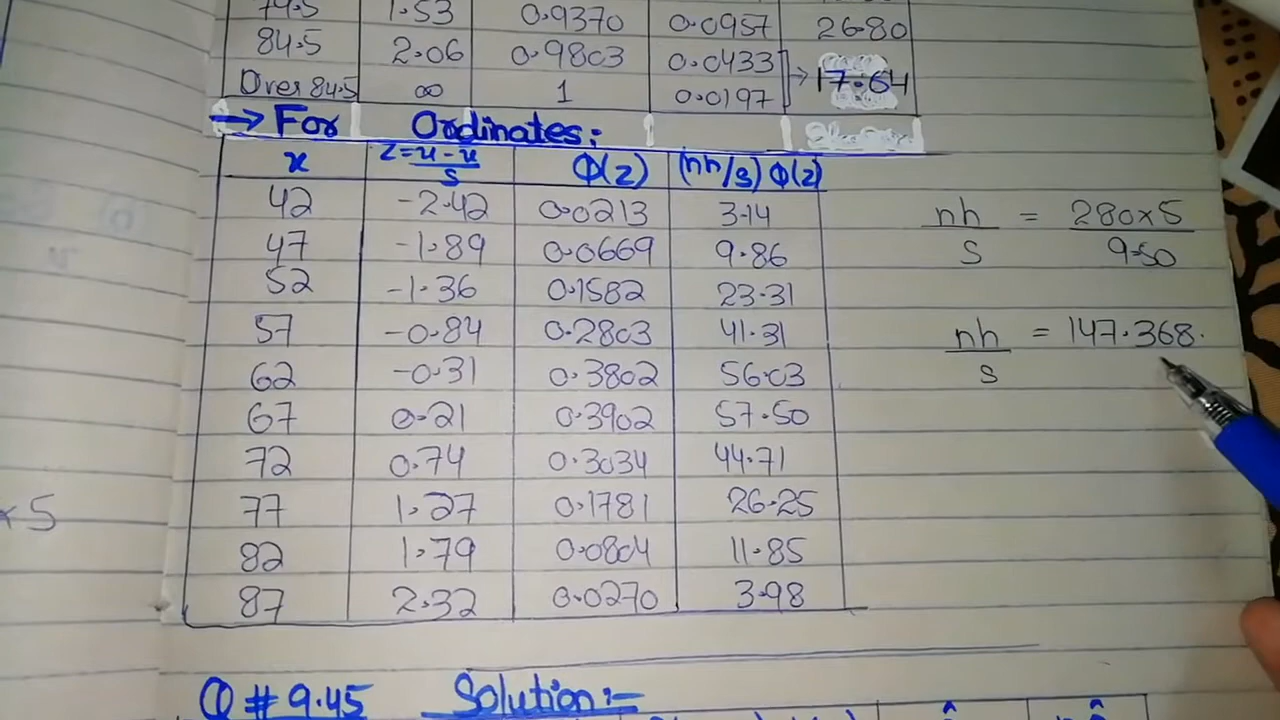 74.5 1.53 0.9370 0.0957 26.80
84.5 2.06 0.9803 0.0433
Over 84.5 ∞ 1 0.0197 → 17.64
→ For Ordinates:
x Z=x-x/s Φ(z) (nh/s) Φ(z)
42 -2.42 0.0213 3.14
47 -1.89 0.0669 9.86
52 -1.36 0.1582 23.31
57 -0.84 0.2803 41.31
62 -0.31 0.3802 56.03
67 0.21 0.3902 57.50
72 0.74 0.3034 44.71
77 1.27 0.1781 26.25
82 1.79 0.0804 11.85
87 2.32 0.0270 3.98
nh/s = 280×5/9.50
nh/s = 147.368.
×5
Q # 9.45 Solution:-